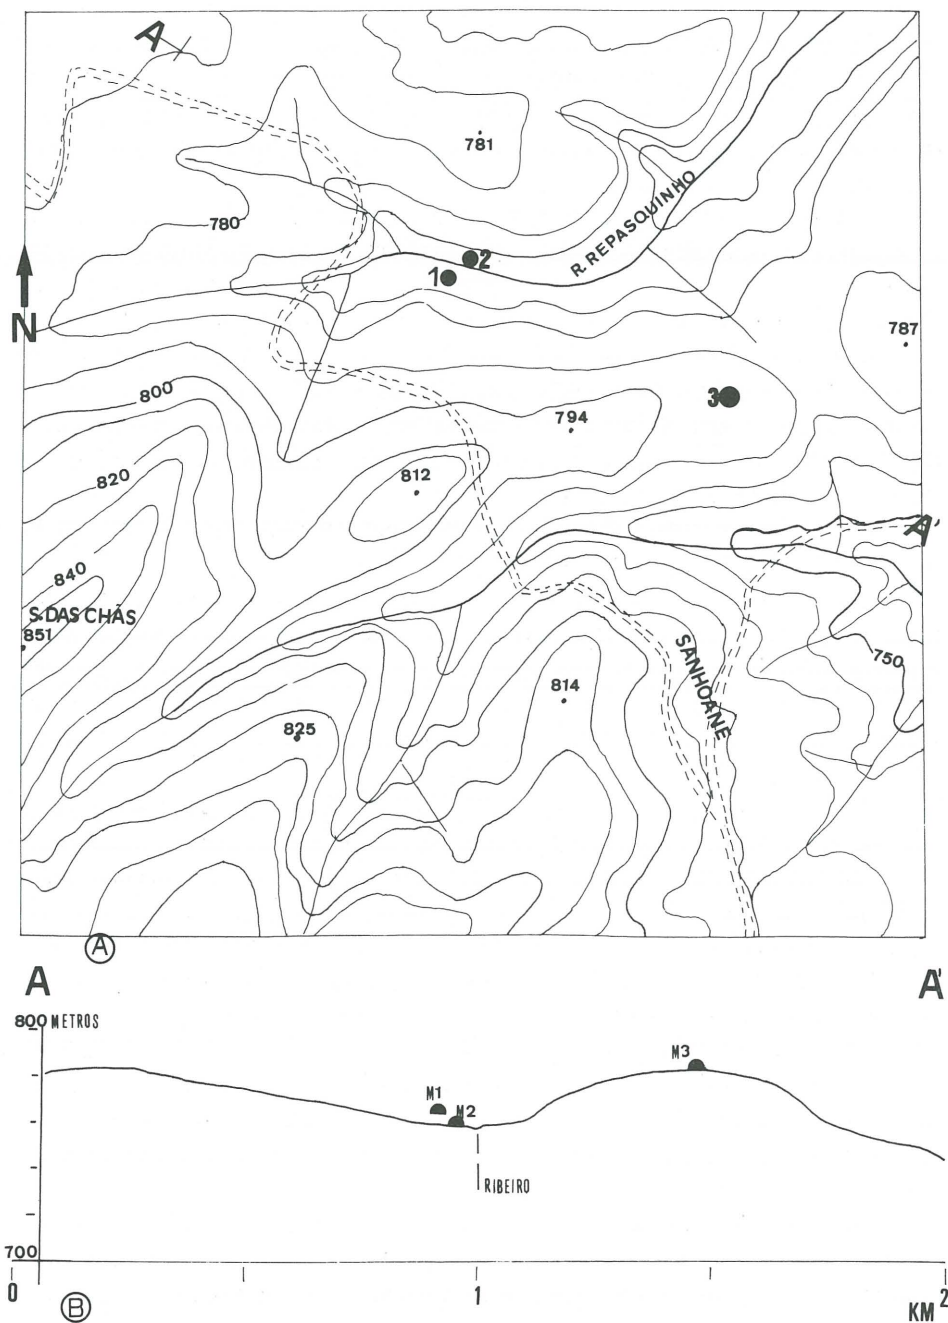 A
781
780
R. REPASQUINHO
2
1
N
787
800
3
794
812
820
A'
840
S. DAS CHÃS
851
750
SANHOANE
814
825
A
A A'
800 METROS
M3
M1
M2
RIBEIRO
700
0 1 2
B KM